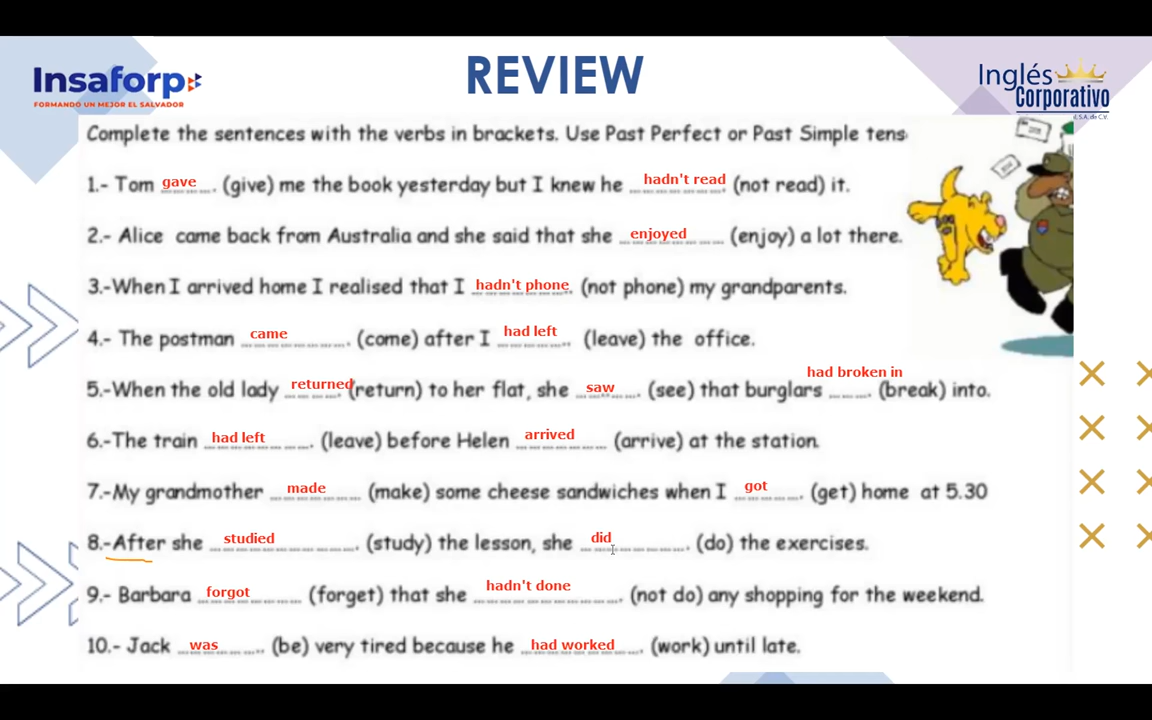 REVIEW
Insaforp
FORMANDO UN MEJOR EL SALVADOR
Inglés
Corporativo
,S.A. de C.V.
Complete the sentences with the verbs in brackets. Use Past Perfect or Past Simple tens
1.- Tom gave (give) me the book yesterday but I knew he hadn't read (not read) it.
2.- Alice came back from Australia and she said that she enjoyed (enjoy) a lot there.
3.-When I arrived home I realised that I hadn't phone (not phone) my grandparents.
4.- The postman came (come) after I had left (leave) the office.
5.-When the old lady returned (return) to her flat, she saw (see) that burglars had broken in (break) into.
6.-The train had left (leave) before Helen arrived (arrive) at the station.
7.-My grandmother made (make) some cheese sandwiches when I got (get) home at 5.30
8.-After she studied (study) the lesson, she did (do) the exercises.
9.- Barbara forgot (forget) that she hadn't done (not do) any shopping for the weekend.
10.- Jack was (be) very tired because he had worked (work) until late.